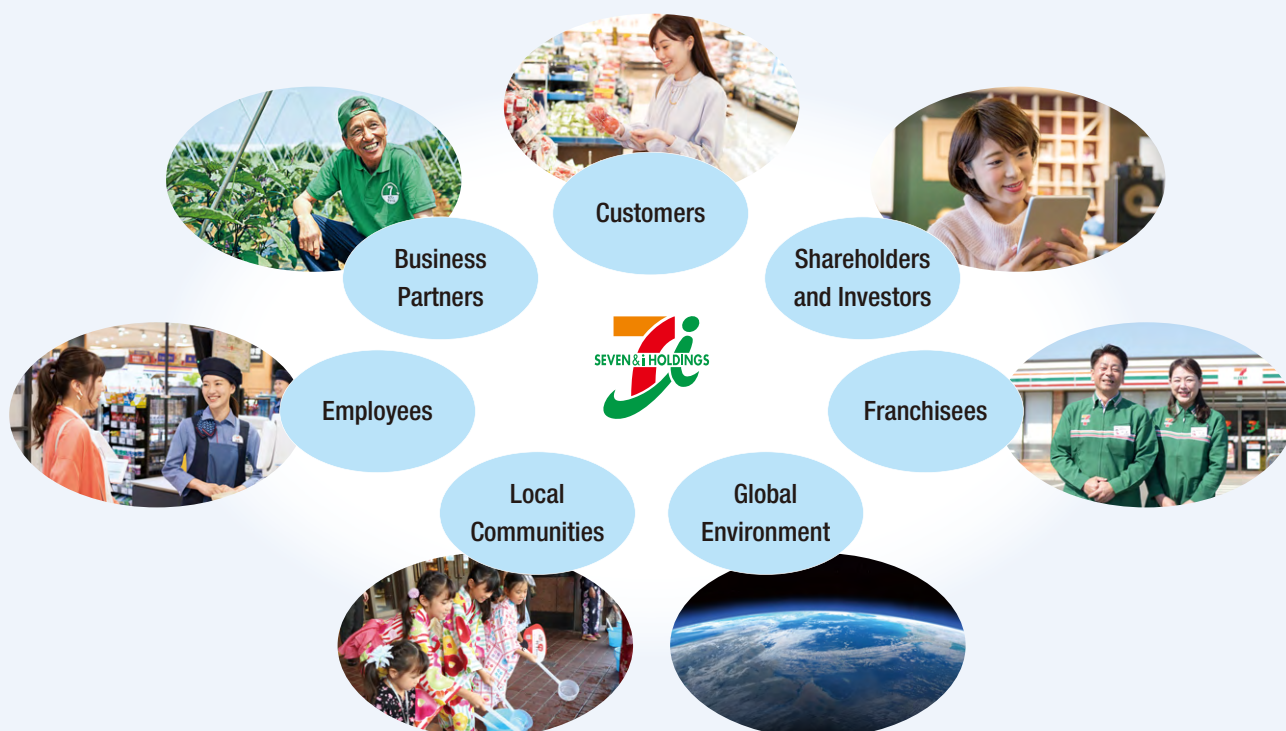 Customers
Business
Partners
Shareholders
and Investors
SEVEN & i HOLDINGS
Employees
Franchisees
Local
Communities
Global
Environment